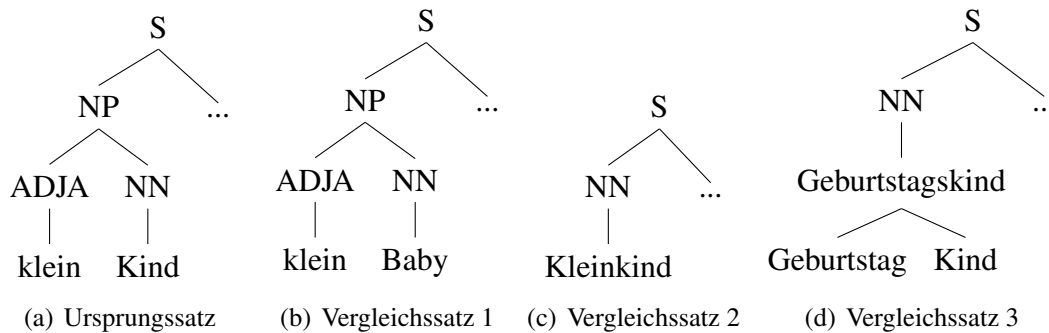 S
NP ...
ADJA NN
klein Kind
(a) Ursprungssatz
S
NP ...
ADJA NN
klein Baby
(b) Vergleichssatz 1
S
NN ...
Kleinkind
(c) Vergleichssatz 2
S
NN ..
Geburtstagskind
Geburtstag Kind
(d) Vergleichssatz 3